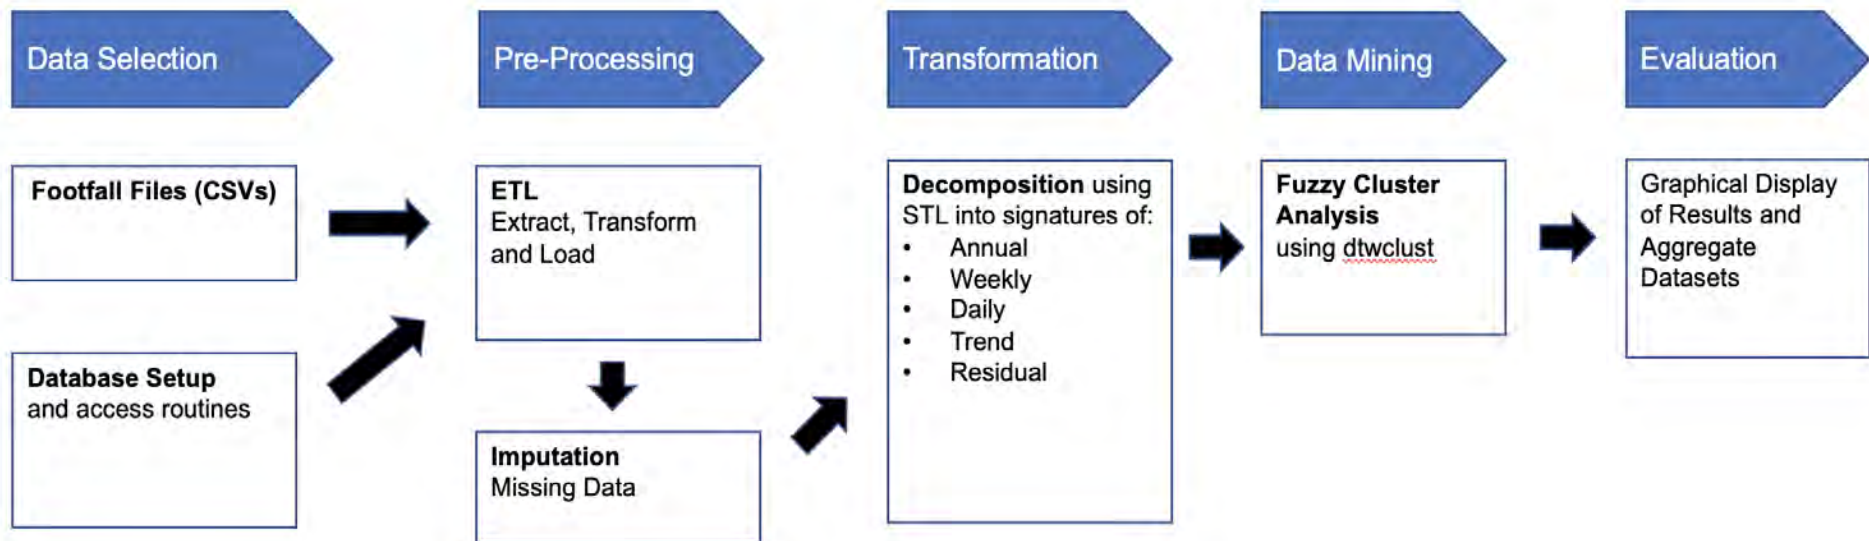 Data Selection
Pre-Processing
Transformation
Data Mining
Evaluation
Footfall Files (CSVs)
Database Setup
and access routines
ETL
Extract, Transform
and Load
Imputation
Missing Data
Decomposition using
STL into signatures of:
• Annual
• Weekly
• Daily
• Trend
• Residual
Fuzzy Cluster
Analysis
using dtwclust
Graphical Display
of Results and
Aggregate
Datasets